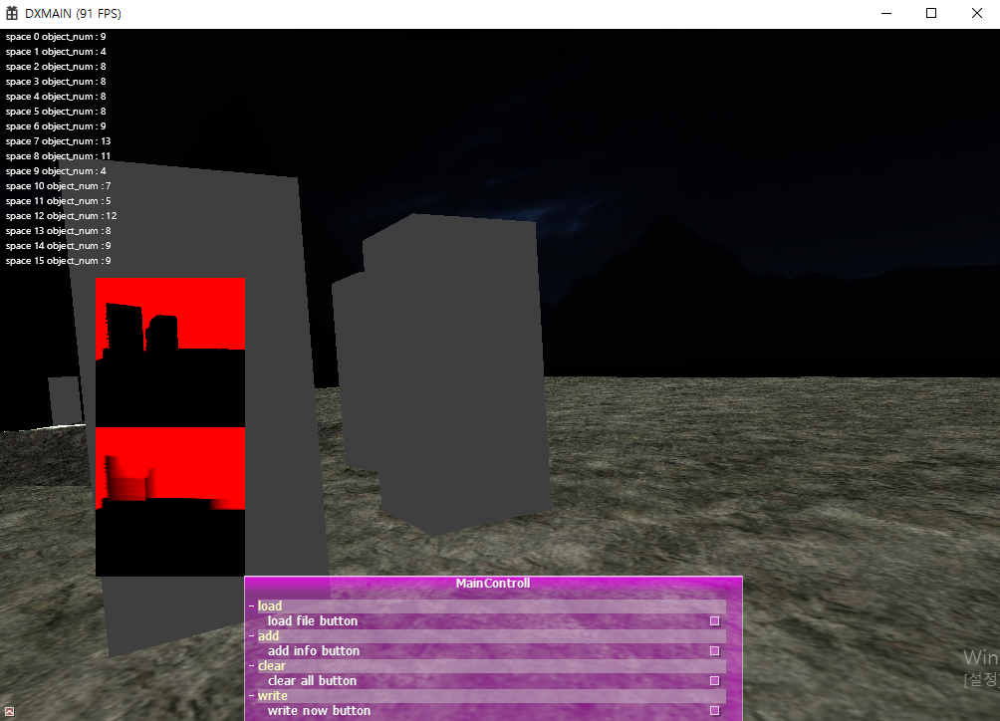 DXMAIN (91 FPS)
space 0 object_num : 9
space 1 object_num : 4
space 2 object_num : 8
space 3 object_num : 8
space 4 object_num : 8
space 5 object_num : 8
space 6 object_num : 9
space 7 object_num : 13
space 8 object_num : 11
space 9 object_num : 4
space 10 object_num : 7
space 11 object_num : 5
space 12 object_num : 12
space 13 object_num : 8
space 14 object_num : 9
space 15 object_num : 9
MainControll
- load
load file button
- add
add info button
- clear
clear all button
- write
write now button
Win
[설정